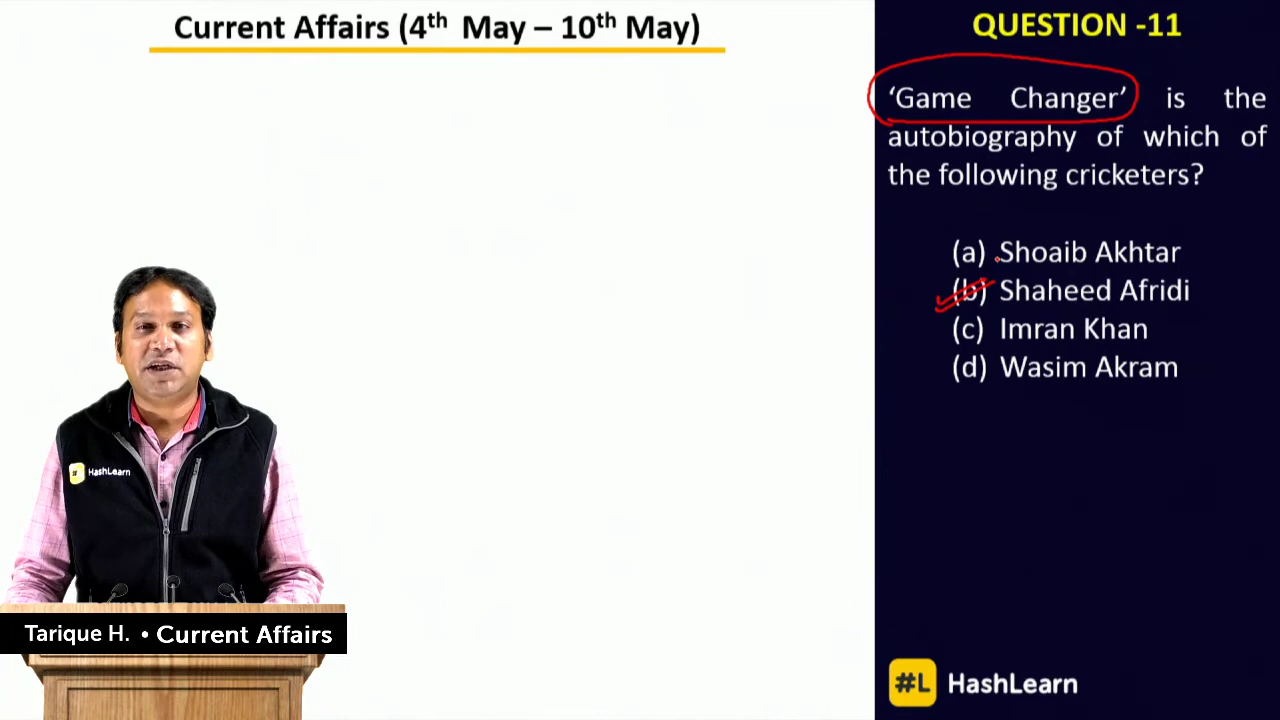 Current Affairs (4th May – 10th May)
QUESTION -11
‘Game Changer’ is the
autobiography of which of
the following cricketers?
(a) Shoaib Akhtar
(b) Shaheed Afridi
(c) Imran Khan
(d) Wasim Akram
# HashLearn
Tarique H. • Current Affairs
#L HashLearn